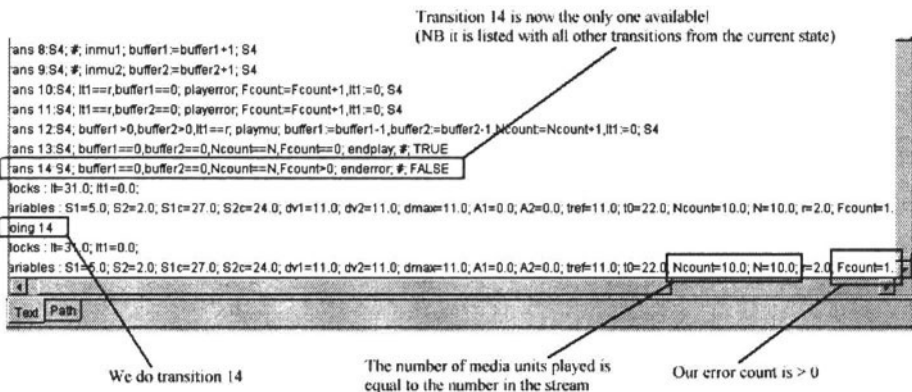 Transition 14 is now the only one available!
(NB it is listed with all other transitions from the current state)
rans 8:S4; #; inmu1; buffer1:=buffer1+1; S4
rans 9:S4; #; inmu2; buffer2:=buffer2+1; S4
rans 10:S4; lt1==r,buffer1==0; playerror; Fcount:=Fcount+1,lt1:=0; S4
rans 11:S4; lt1==r,buffer2==0; playerror; Fcount:=Fcount+1,lt1:=0; S4
rans 12:S4; buffer1>0,buffer2>0,lt1==r; playmu; buffer1:=buffer1-1,buffer2:=buffer2-1,Ncount:=Ncount+1,lt1:=0; S4
rans 13:S4; buffer1==0,buffer2==0,Ncount==N,Fcount==0; endplay; #; TRUE
rans 14:S4; buffer1==0,buffer2==0,Ncount==N,Fcount>0; enderror; #; FALSE
locks : lt=31.0; lt1=0.0;
ariables : S1=5.0; S2=2.0; S1c=27.0; S2c=24.0; dv1=11.0; dv2=11.0; dmax=11.0; A1=0.0; A2=0.0; tref=11.0; t0=22.0; Ncount=10.0; N=10.0; r=2.0; Fcount=1.
oing 14
locks : lt=31.0; lt1=0.0;
ariables : S1=5.0; S2=2.0; S1c=27.0; S2c=24.0; dv1=11.0; dv2=11.0; dmax=11.0; A1=0.0; A2=0.0; tref=11.0; t0=22.0; Ncount=10.0; N=10.0; r=2.0; Fcount=1.
Text Path
We do transition 14
The number of media units played is
equal to the number in the stream
Our error count is > 0